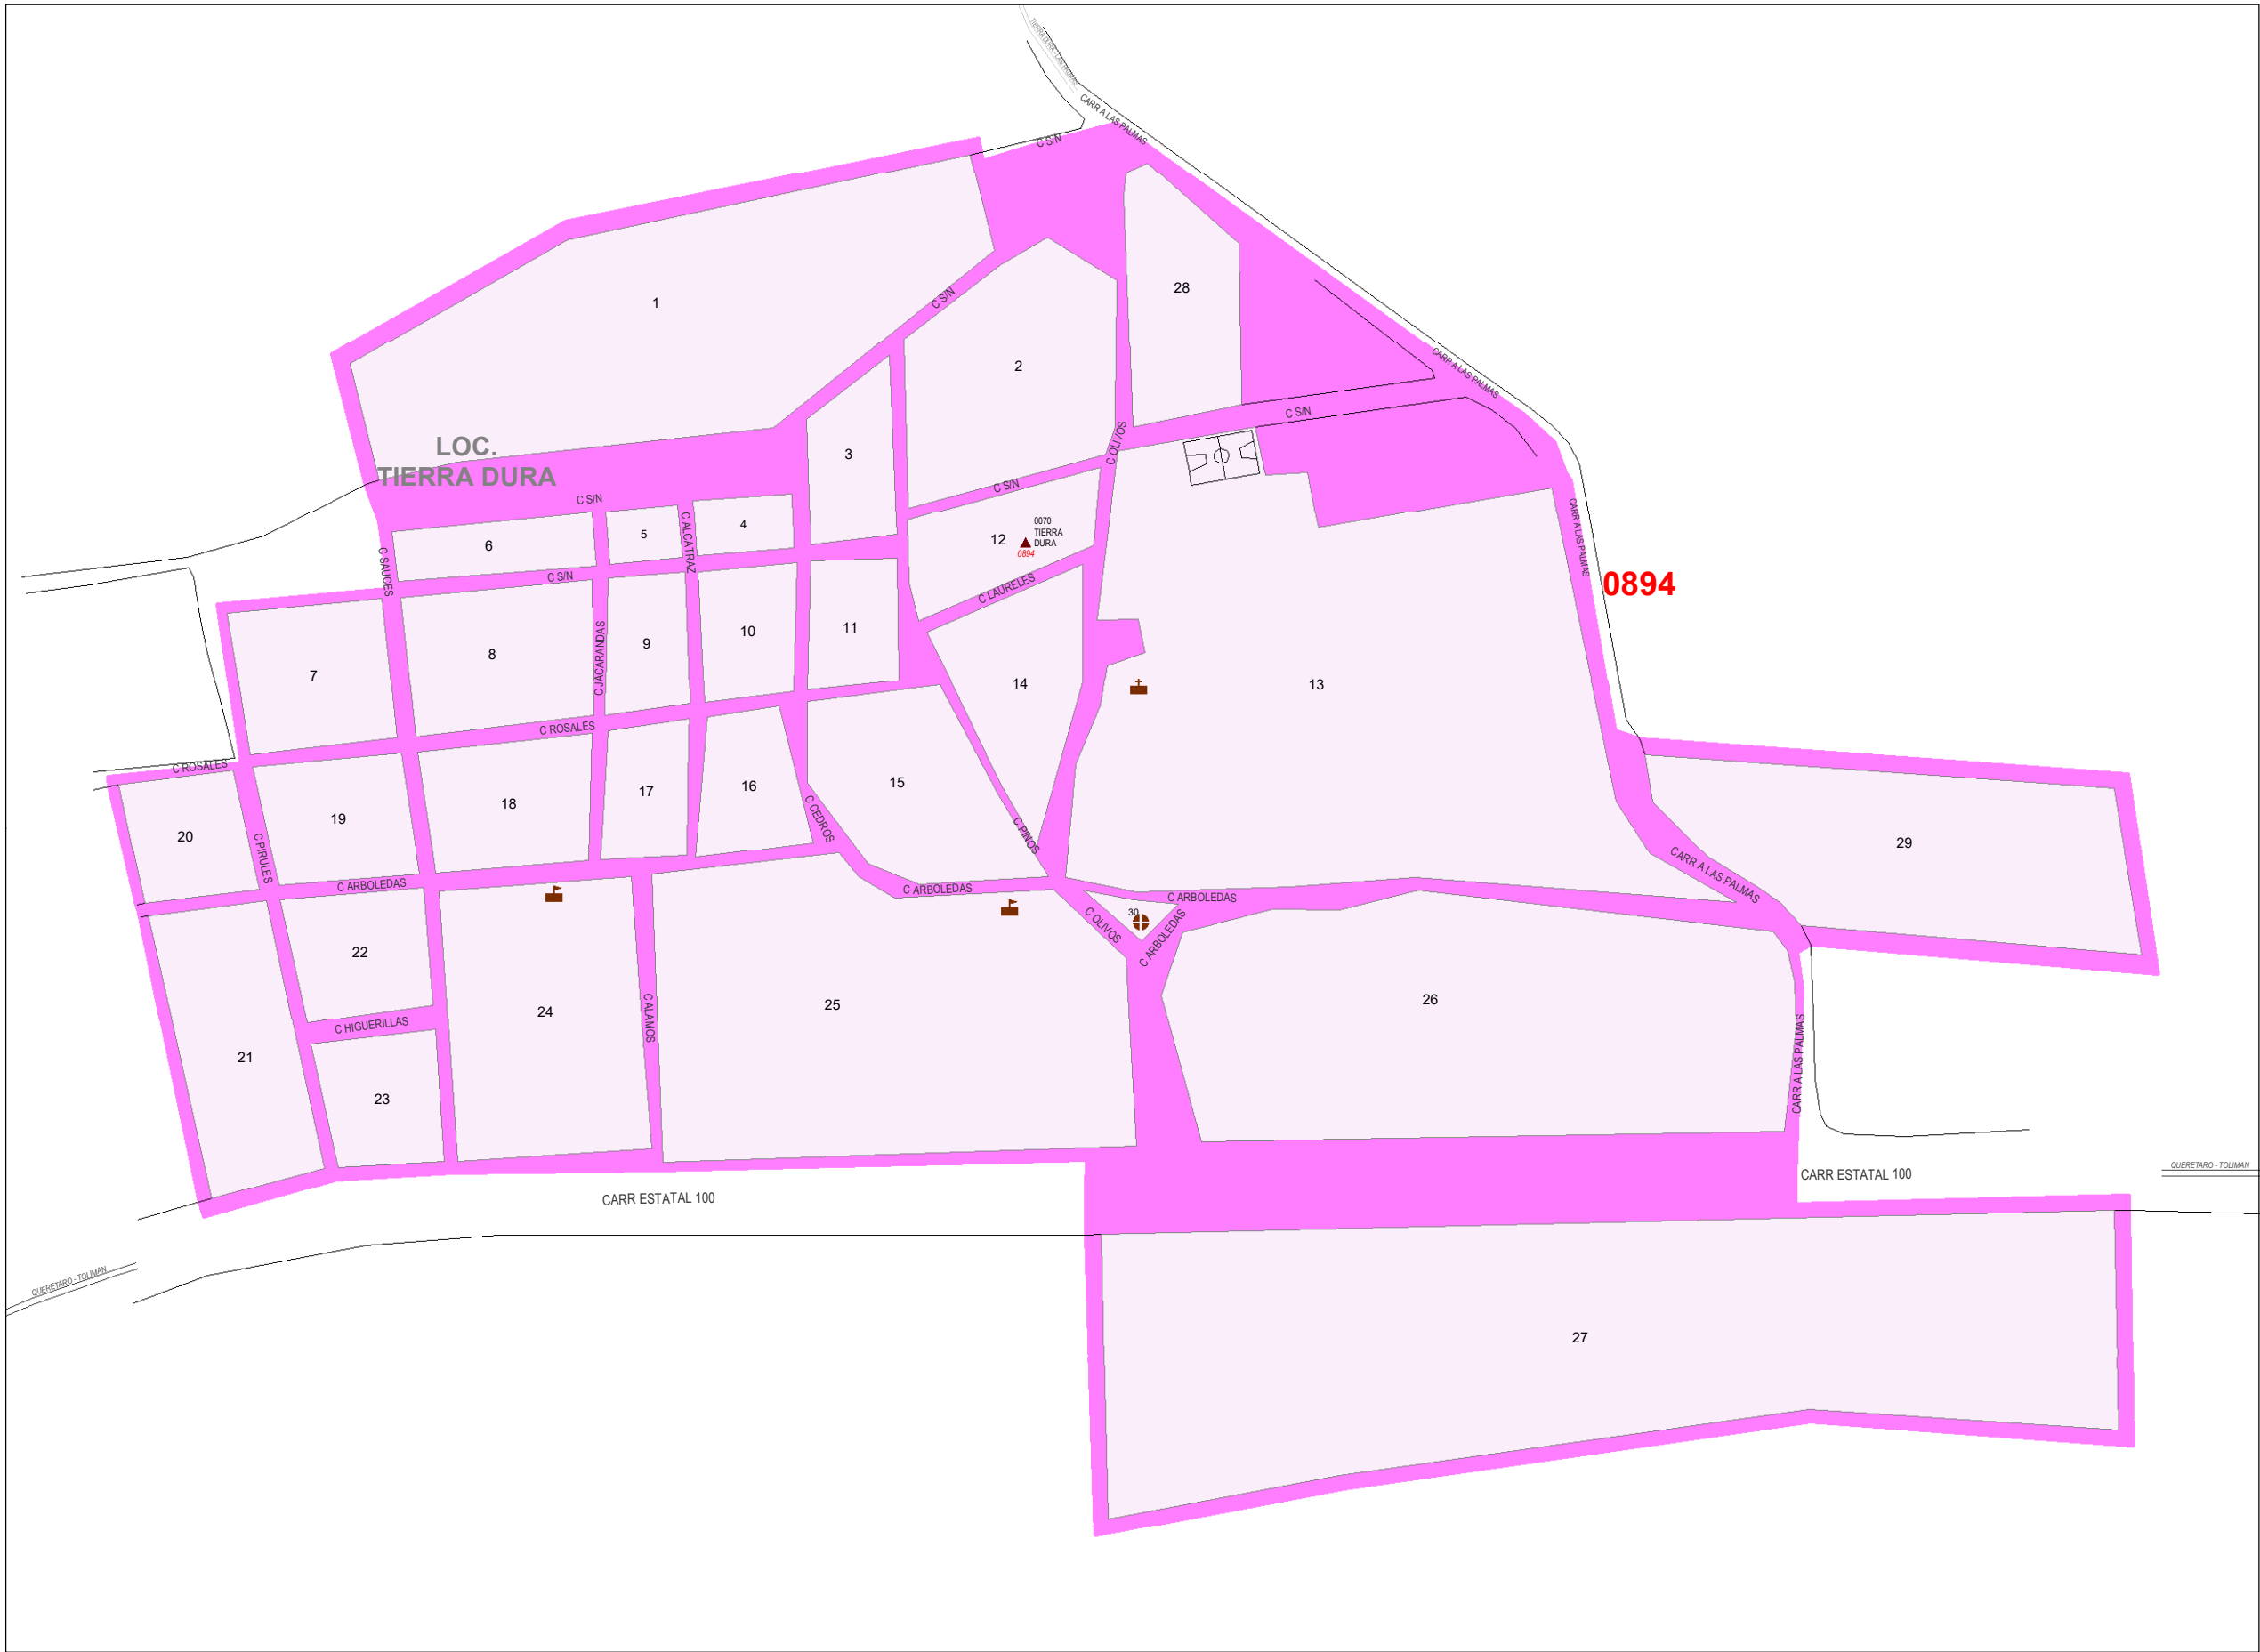 TIERRA DURA - LAS PALMAS
CARR A LAS PALMAS
C S/N
28
C S/N
1
CARR A LAS PALMAS
2
C S/N
C OLIVOS
LOC.
TIERRA DURA
3
C S/N
C S/N
CARR A LAS PALMAS
4
5
6
C ALCATRAZ
12
0070
TIERRA
DURA
0894
C SAUCES
C S/N
C LAURELES
0894
7
8
C JACARANDAS
9
10
11
14
13
C ROSALES
C ROSALES
20
19
18
17
16
C CEDROS
15
C PINOS
29
C PIRULES
C ARBOLEDAS
C ARBOLEDAS
C ARBOLEDAS
CARR A LAS PALMAS
30
C OLIVOS
C ARBOLEDAS
22
24
25
26
C HIGUERILLAS
C ALAMOS
21
23
CARR A LAS PALMAS
CARR ESTATAL 100
CARR ESTATAL 100
QUERETARO - TOLIMAN
QUERETARO - TOLIMAN
27